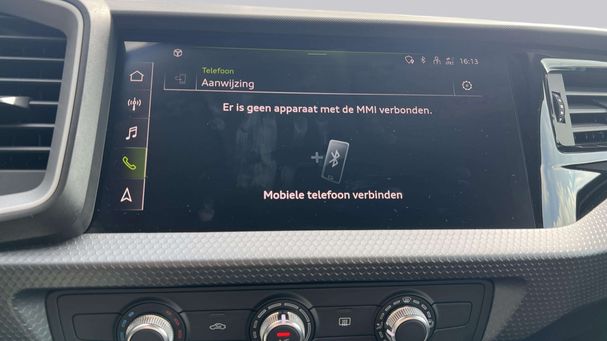 16:13
Telefoon
Aanwijzing
Er is geen apparaat met de MMI verbonden.
Mobiele telefoon verbinden